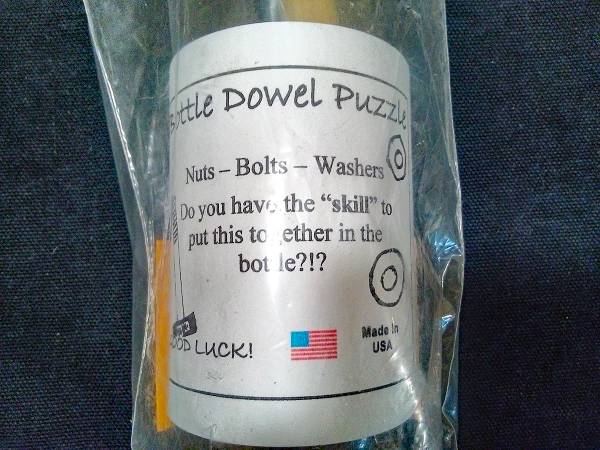 Bottle Dowel Puzzle
Nuts – Bolts – Washers
Do you have the “skill” to
put this together in the
bottle?!?
GOOD LUCK!
Made In
USA